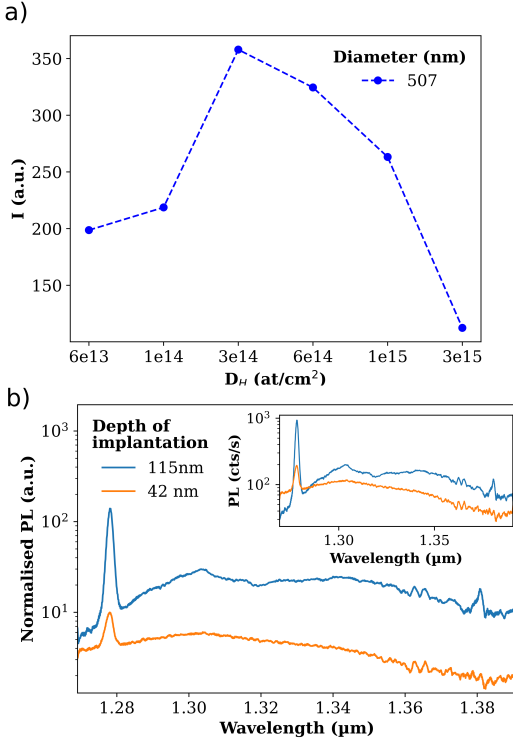 a)
I (a.u.)
350
300
250
200
150
Diameter (nm)
507
6e13 1e14 3e14 6e14 1e15 3e15
D_H (at/cm²)
b)
Normalised PL (a.u.)
10²
10¹
Depth of
implantation
115nm
42 nm
PL (cts/s)
10³
10²
1.30 1.35
Wavelength (μm)
1.28 1.30 1.32 1.34 1.36 1.38
Wavelength (μm)